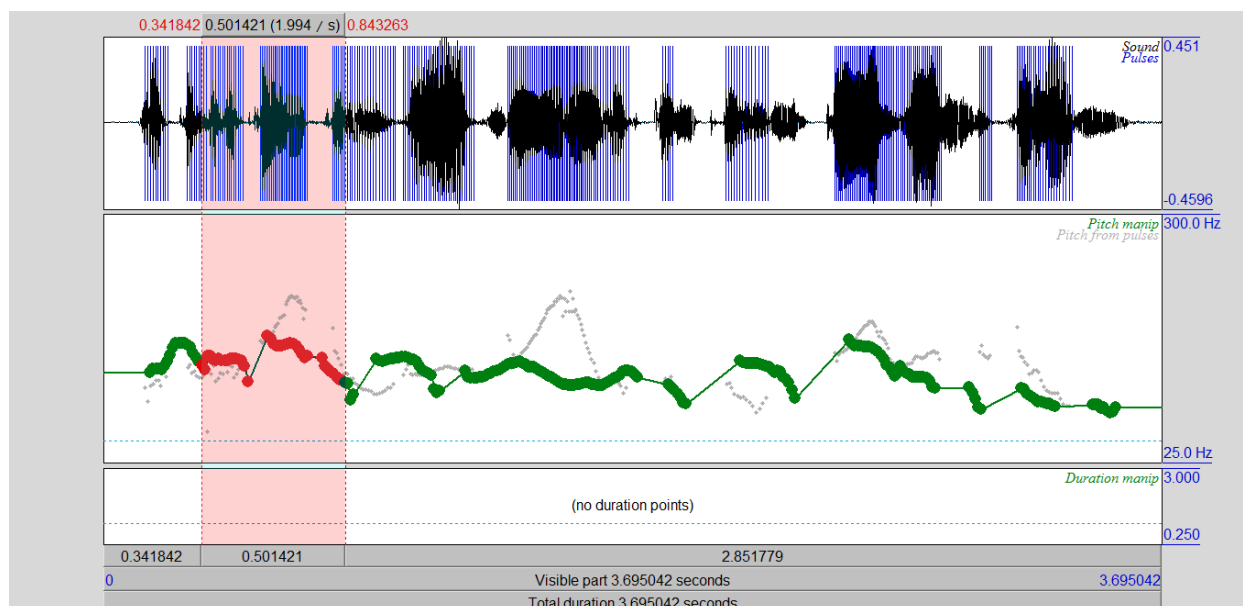 0.341842 0.501421 (1.994 / s) 0.843263
Sound 0.451
Pulses
-0.4596
Pitch manip 300.0 Hz
Pitch from pulses
25.0 Hz
Duration manip 3.000
(no duration points)
0.250
0.341842 0.501421 2.851779
0 Visible part 3.695042 seconds 3.695042
Total duration 3.695042 seconds